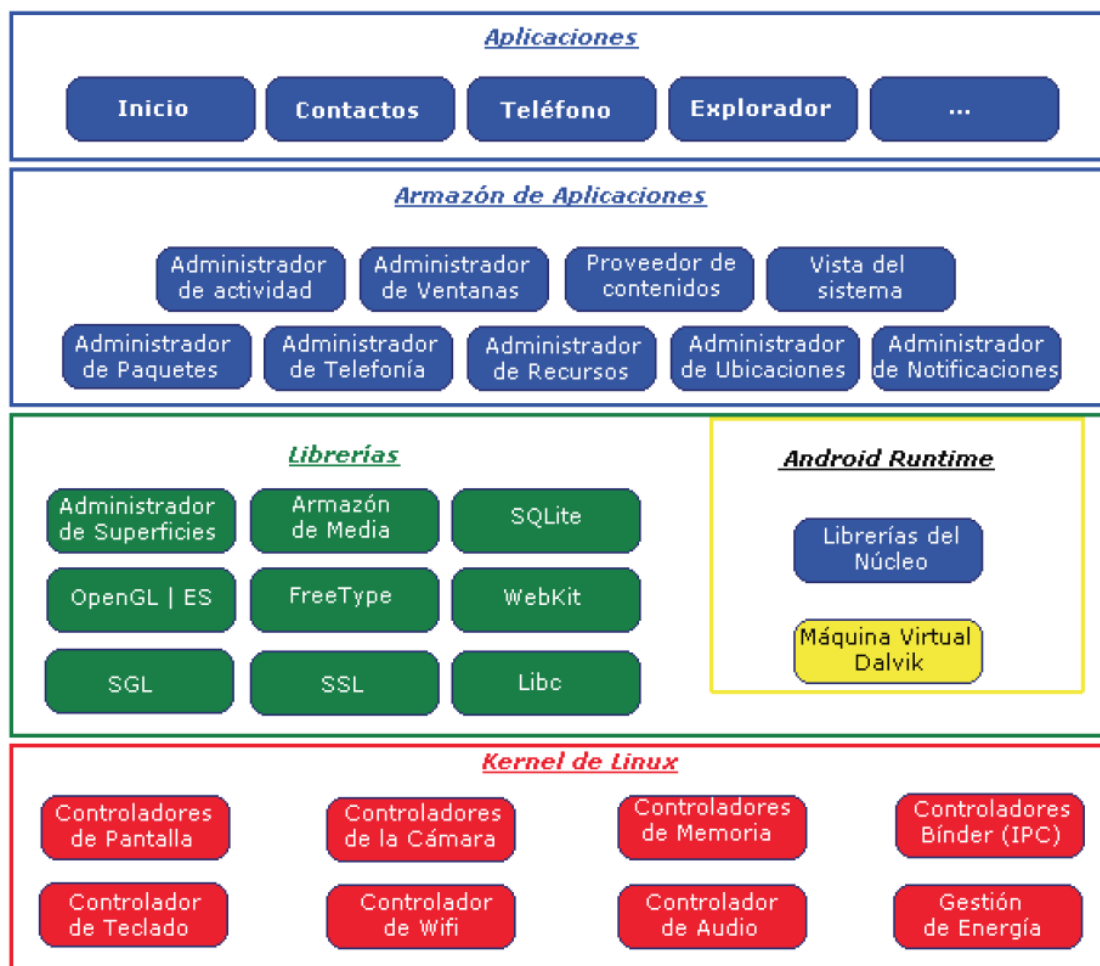 Aplicaciones
Inicio
Contactos
Teléfono
Explorador
...
Armazón de Aplicaciones
Administrador
de actividad
Administrador
de Ventanas
Proveedor de
contenidos
Vista del
sistema
Administrador
de Paquetes
Administrador
de Telefonía
Administrador
de Recursos
Administrador
de Ubicaciones
Administrador
de Notificaciones
Librerías
Administrador
de Superficies
Armazón
de Media
SQLite
OpenGL | ES
FreeType
WebKit
SGL
SSL
Libc
Android Runtime
Librerías del
Núcleo
Máquina Virtual
Dalvik
Kernel de Linux
Controladores
de Pantalla
Controladores
de la Cámara
Controladores
de Memoria
Controladores
Bínder (IPC)
Controlador
de Teclado
Controlador
de Wifi
Controlador
de Audio
Gestión
de Energía